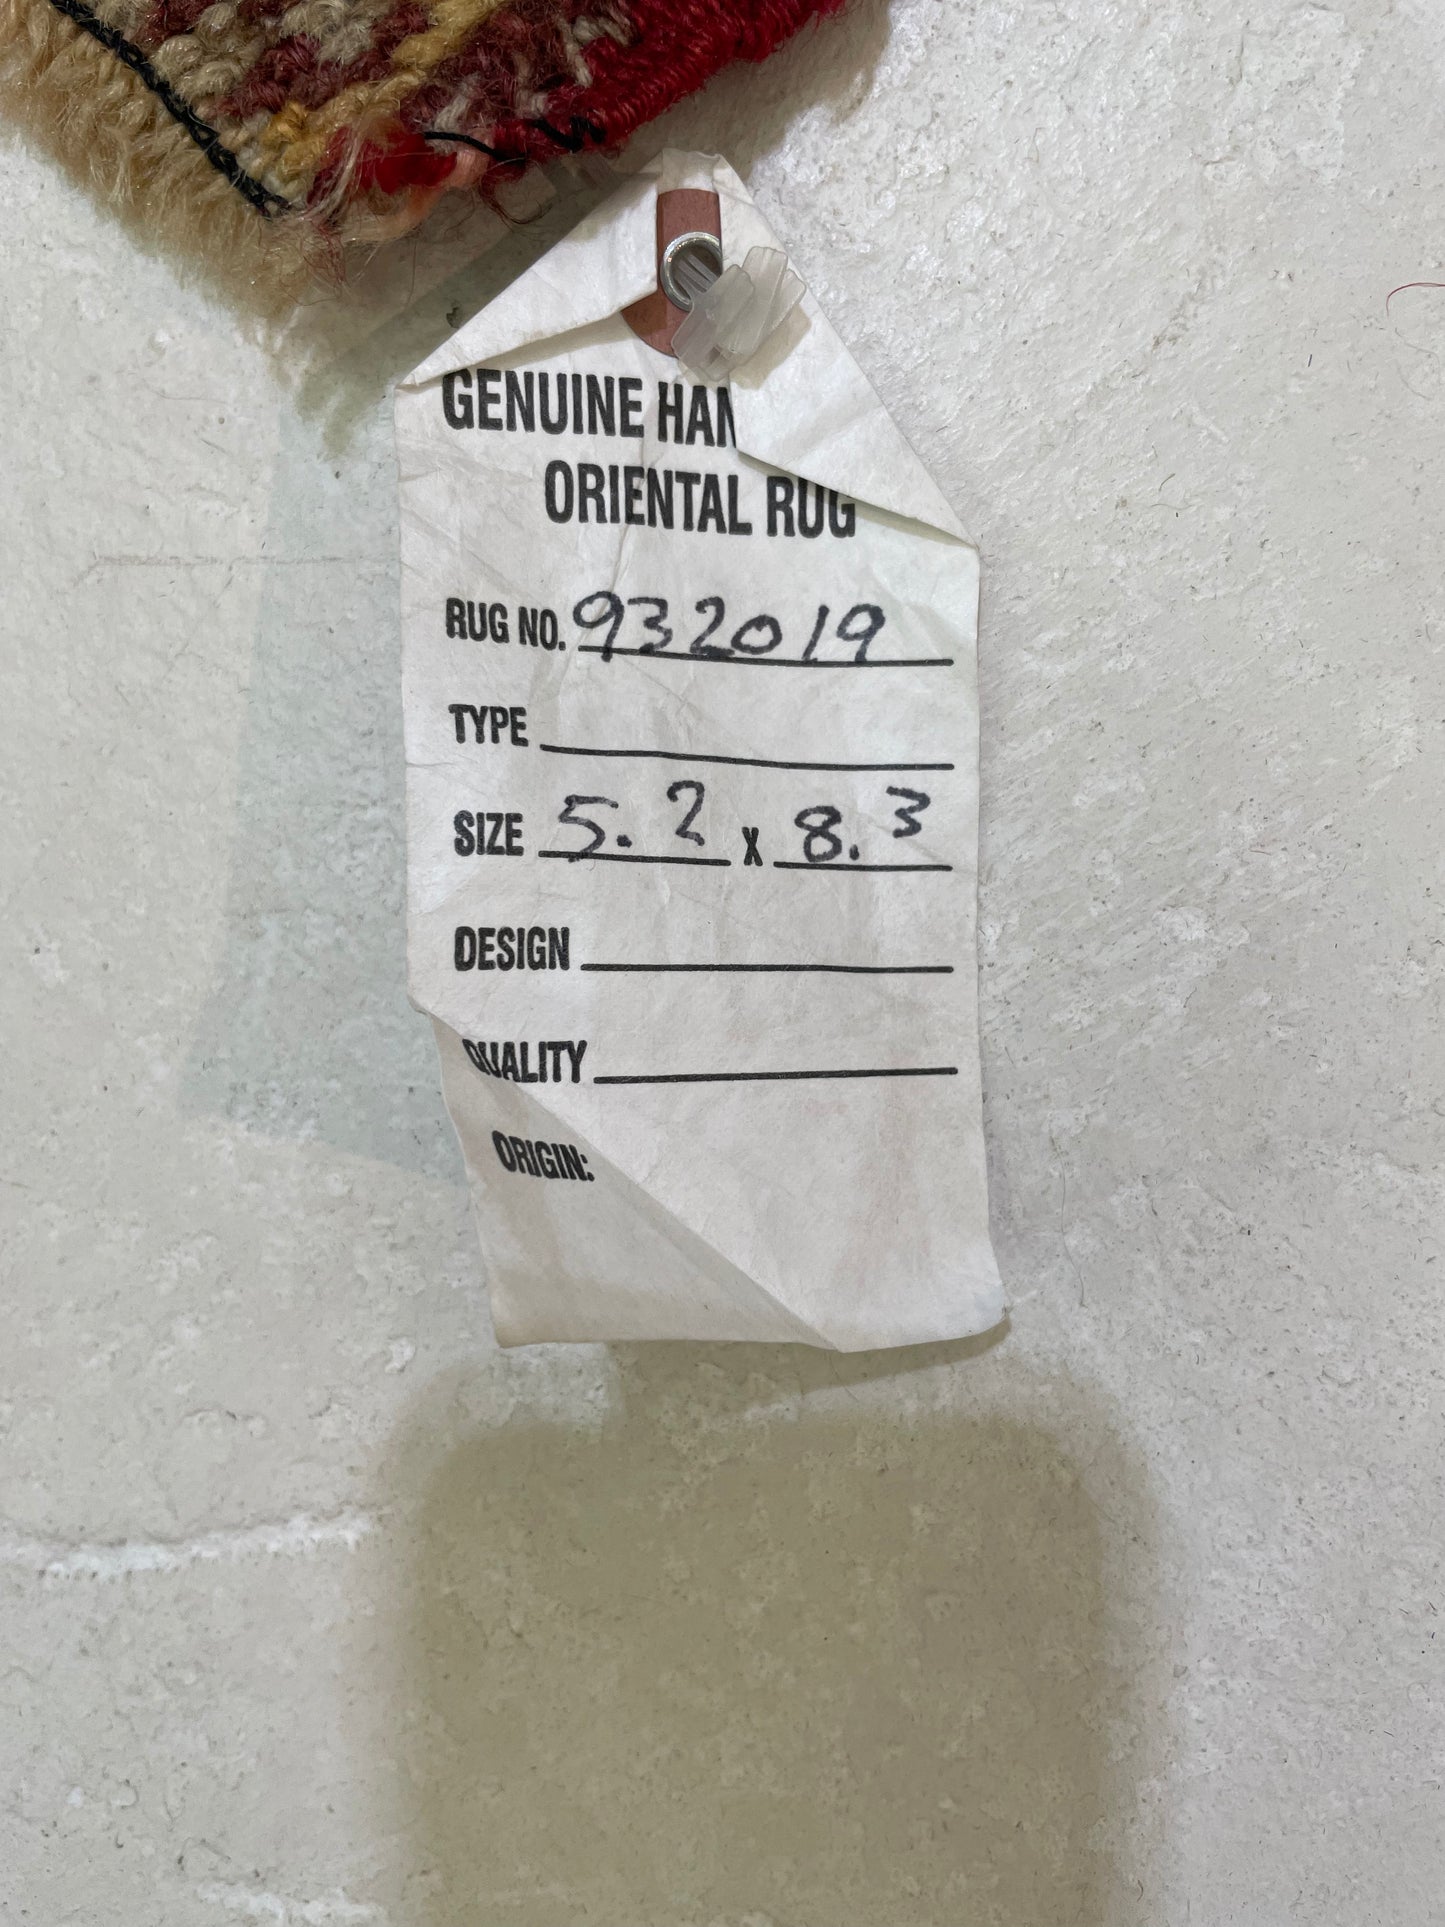 GENUINE HAN
ORIENTAL RUG
RUG NO. 932019
TYPE
SIZE 5.2 X 8.3
DESIGN
QUALITY
ORIGIN: